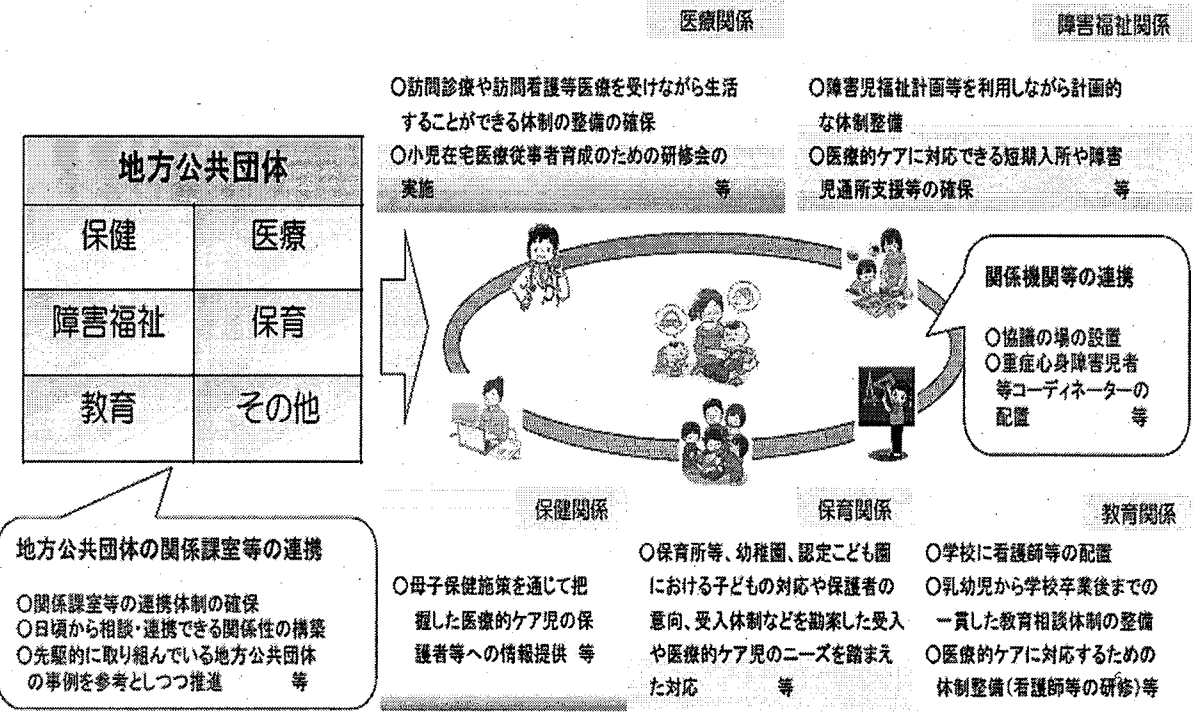 医療関係
○訪問診療や訪問看護等医療を受けながら生活
することができる体制の整備の確保
○小児在宅医療従事者育成のための研修会の
実施 等
障害福祉関係
○障害児福祉計画等を利用しながら計画的
な体制整備
○医療的ケアに対応できる短期入所や障害
児通所支援等の確保 等
地方公共団体
保健 医療
障害福祉 保育
教育 その他
関係機関等の連携
○協議の場の設置
○重症心身障害児者
等コーディネーターの
配置 等
地方公共団体の関係課室等の連携
○関係課室等の連携体制の確保
○日頃から相談・連携できる関係性の構築
○先駆的に取り組んでいる地方公共団体
の事例を参考としつつ推進 等
保健関係
○母子保健施策を通じて把
握した医療的ケア児の保
護者等への情報提供 等
保育関係
○保育所等、幼稚園、認定こども園
における子どもの対応や保護者の
意向、受入体制などを勘案した受入
や医療的ケア児のニーズを踏まえ
た対応 等
教育関係
○学校に看護師等の配置
○乳幼児から学校卒業後までの
一貫した教育相談体制の整備
○医療的ケアに対応するための
体制整備(看護師等の研修)等